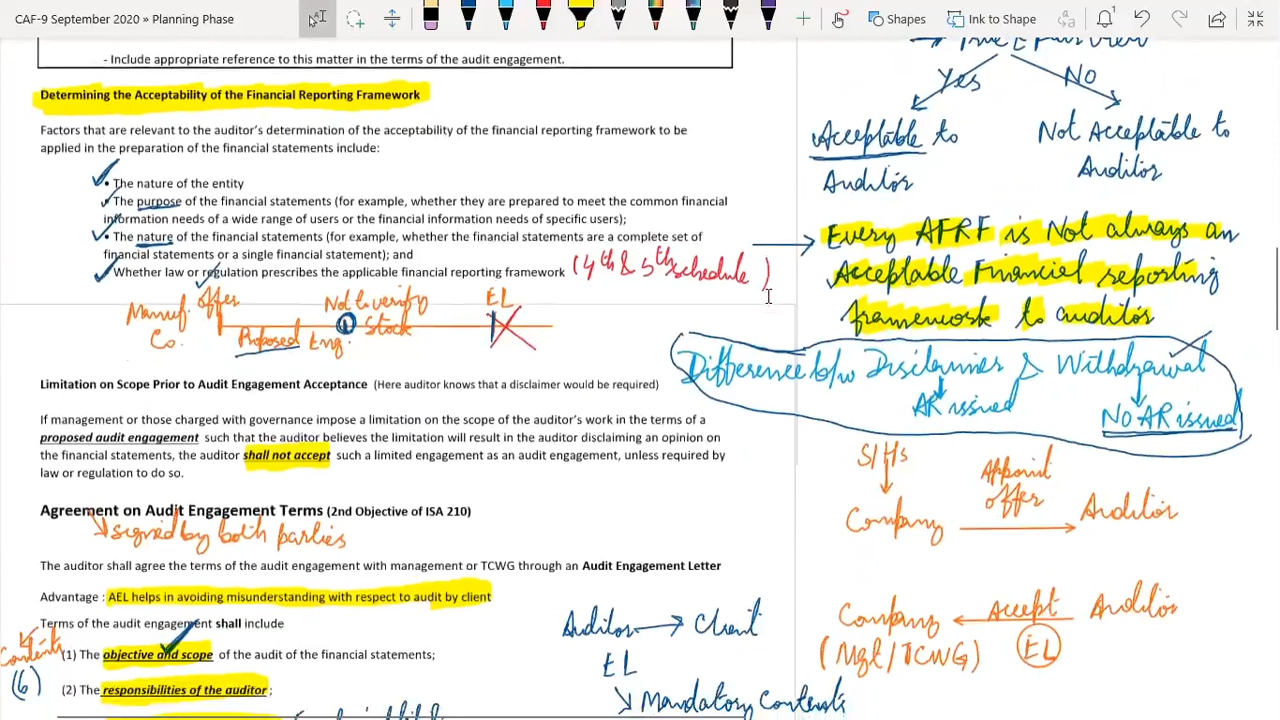 CAF-9 September 2020 » Planning Phase
Shapes
Ink to Shape
- Include appropriate reference to this matter in the terms of the audit engagement.
Determining the Acceptability of the Financial Reporting Framework
Factors that are relevant to the auditor's determination of the acceptability of the financial reporting framework to be
applied in the preparation of the financial statements include:
• The nature of the entity
• The purpose of the financial statements (for example, whether they are prepared to meet the common financial
information needs of a wide range of users or the financial information needs of specific users);
• The nature of the financial statements (for example, whether the financial statements are a complete set of
financial statements or a single financial statement); and
• Whether law or regulation prescribes the applicable financial reporting framework (4th & 5th schedule)
Manuf. Co.
offer
Proposed Eng.
Not to verify
Stock
EL
Limitation on Scope Prior to Audit Engagement Acceptance (Here auditor knows that a disclaimer would be required)
If management or those charged with governance impose a limitation on the scope of the auditor's work in the terms of a
proposed audit engagement such that the auditor believes the limitation will result in the auditor disclaiming an opinion on
the financial statements, the auditor shall not accept such a limited engagement as an audit engagement, unless required by
law or regulation to do so.
Agreement on Audit Engagement Terms (2nd Objective of ISA 210)
signed by both parties
The auditor shall agree the terms of the audit engagement with management or TCWG through an Audit Engagement Letter
Advantage : AEL helps in avoiding misunderstanding with respect to audit by client
Terms of the audit engagement shall include
Contents
(6)
(1) The objective and scope of the audit of the financial statements;
(2) The responsibilities of the auditor;
Auditor → Client
EL
Mandatory Contents
Yes
No
Acceptable to
Auditor
Not Acceptable to
Auditor
Every AFRF is Not always an
Acceptable Financial reporting
framework to auditor
Difference b/w Disclaimer & Withdrawal
AR issued
NO AR issued
S/Hs
Company
Appoint
offer
Auditor
Company
Accept
Auditor
(Mgt/TCWG)
EL